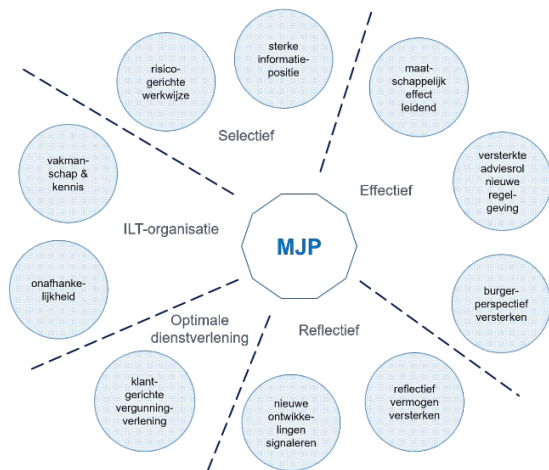 sterke
informatie-
positie
risico-
gerichte
werkwijze
Selectief
maat-
schappelijk
effect
leidend
versterkte
adviesrol
nieuwe
regel-
geving
Effectief
burger-
perspectief
versterken
vakman-
schap &
kennis
ILT-organisatie
onafhanke-
lijkheid
MJP
Optimale
dienstverlening
klant-
gerichte
vergunning-
verlening
Reflectief
nieuwe
ontwikke-
lingen
signaleren
reflectief
vermogen
versterken